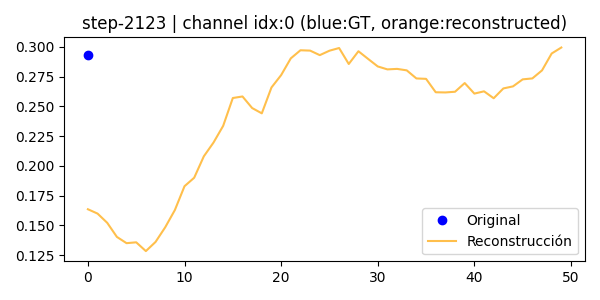 step-2123 | channel idx:0 (blue:GT, orange:reconstructed)
0.300
0.275
0.250
0.225
0.200
0.175
0.150
0.125
0 10 20 30 40 50
Original
Reconstrucción